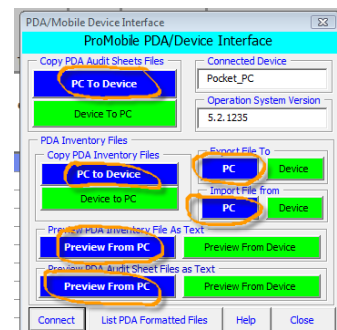 PDA/Mobile Device Interface
ProMobile PDA/Device Interface
Copy PDA Audit Sheets Files
Connected Device
PC To Device
Pocket_PC
Device To PC
Operation System Version
5.2.1235
PDA Inventory Files
Copy PDA Inventory Files
Export File To
PC to Device
PC
Device
Device to PC
Import File from
PC
Device
Preview PDA Inventory File As Text
Preview From PC
Preview From Device
Preview PDA Audit Sheet Files as Text
Preview From PC
Preview From Device
Connect
List PDA Formatted Files
Help
Close